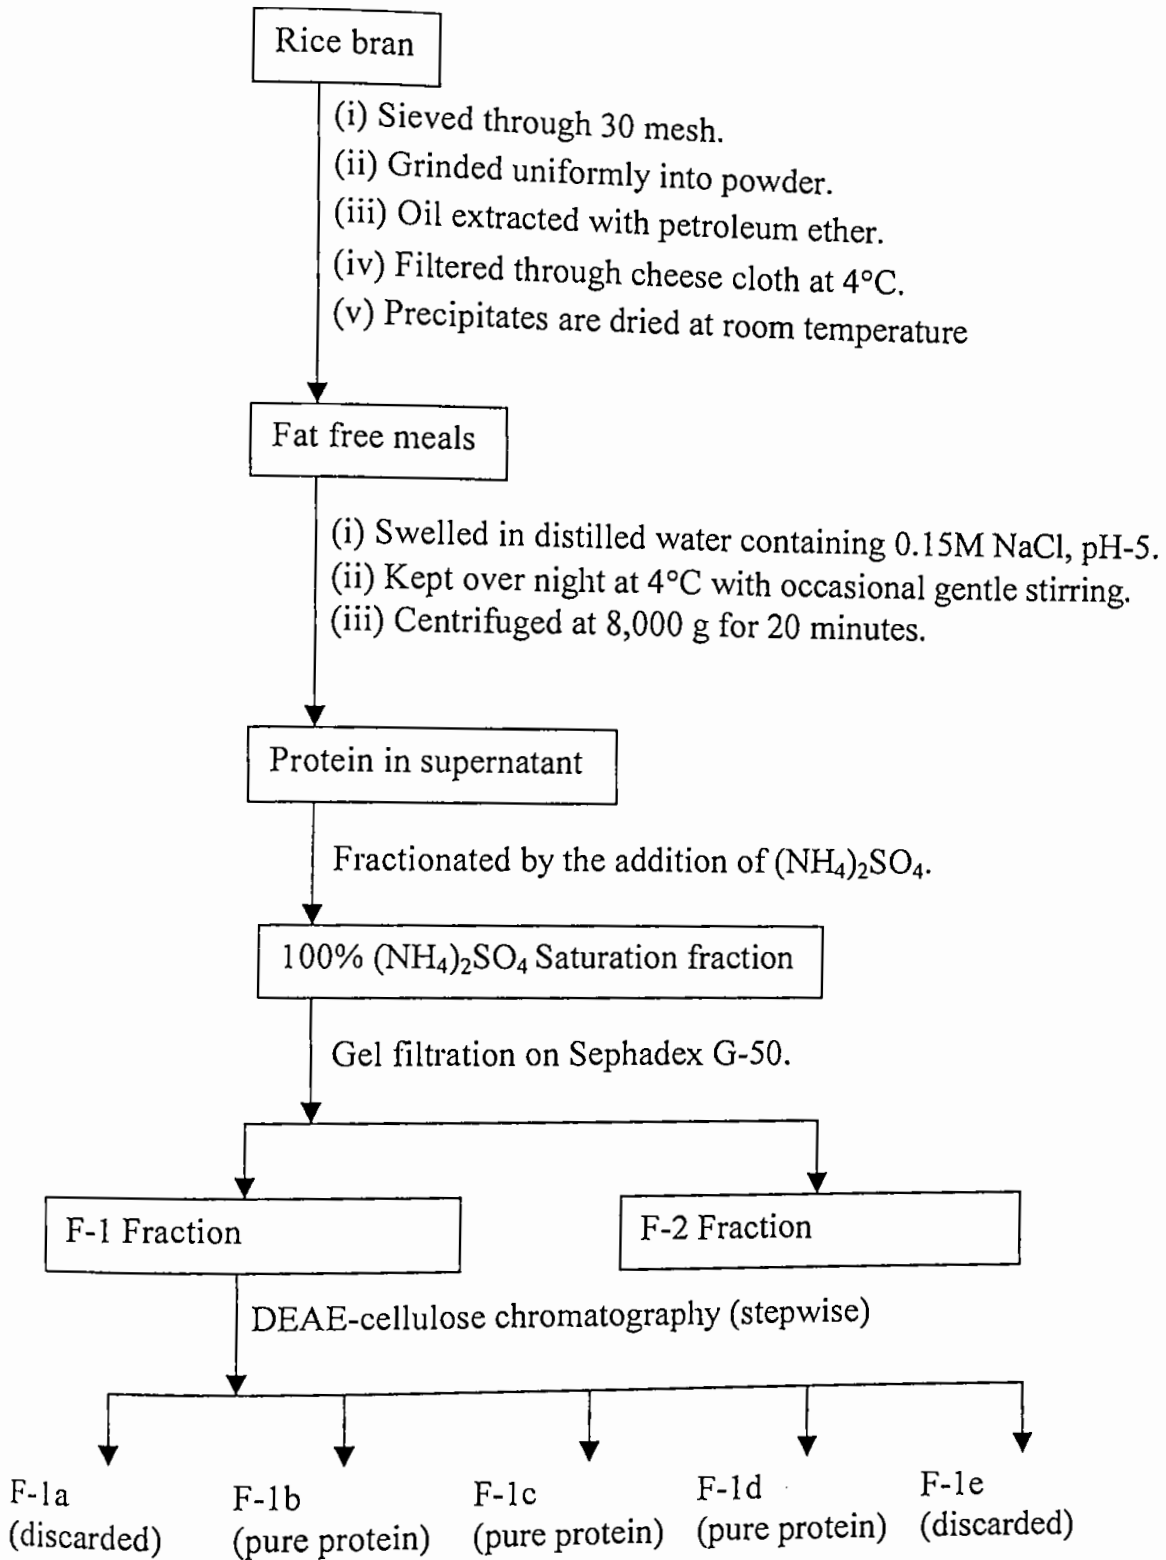 Rice bran
(i) Sieved through 30 mesh.
(ii) Grinded uniformly into powder.
(iii) Oil extracted with petroleum ether.
(iv) Filtered through cheese cloth at 4°C.
(v) Precipitates are dried at room temperature
Fat free meals
(i) Swelled in distilled water containing 0.15M NaCl, pH-5.
(ii) Kept over night at 4°C with occasional gentle stirring.
(iii) Centrifuged at 8,000 g for 20 minutes.
Protein in supernatant
Fractionated by the addition of (NH₄)₂SO₄.
100% (NH₄)₂SO₄ Saturation fraction
Gel filtration on Sephadex G-50.
F-1 Fraction
F-2 Fraction
DEAE-cellulose chromatography (stepwise)
F-1a
(discarded)
F-1b
(pure protein)
F-1c
(pure protein)
F-1d
(pure protein)
F-1e
(discarded)